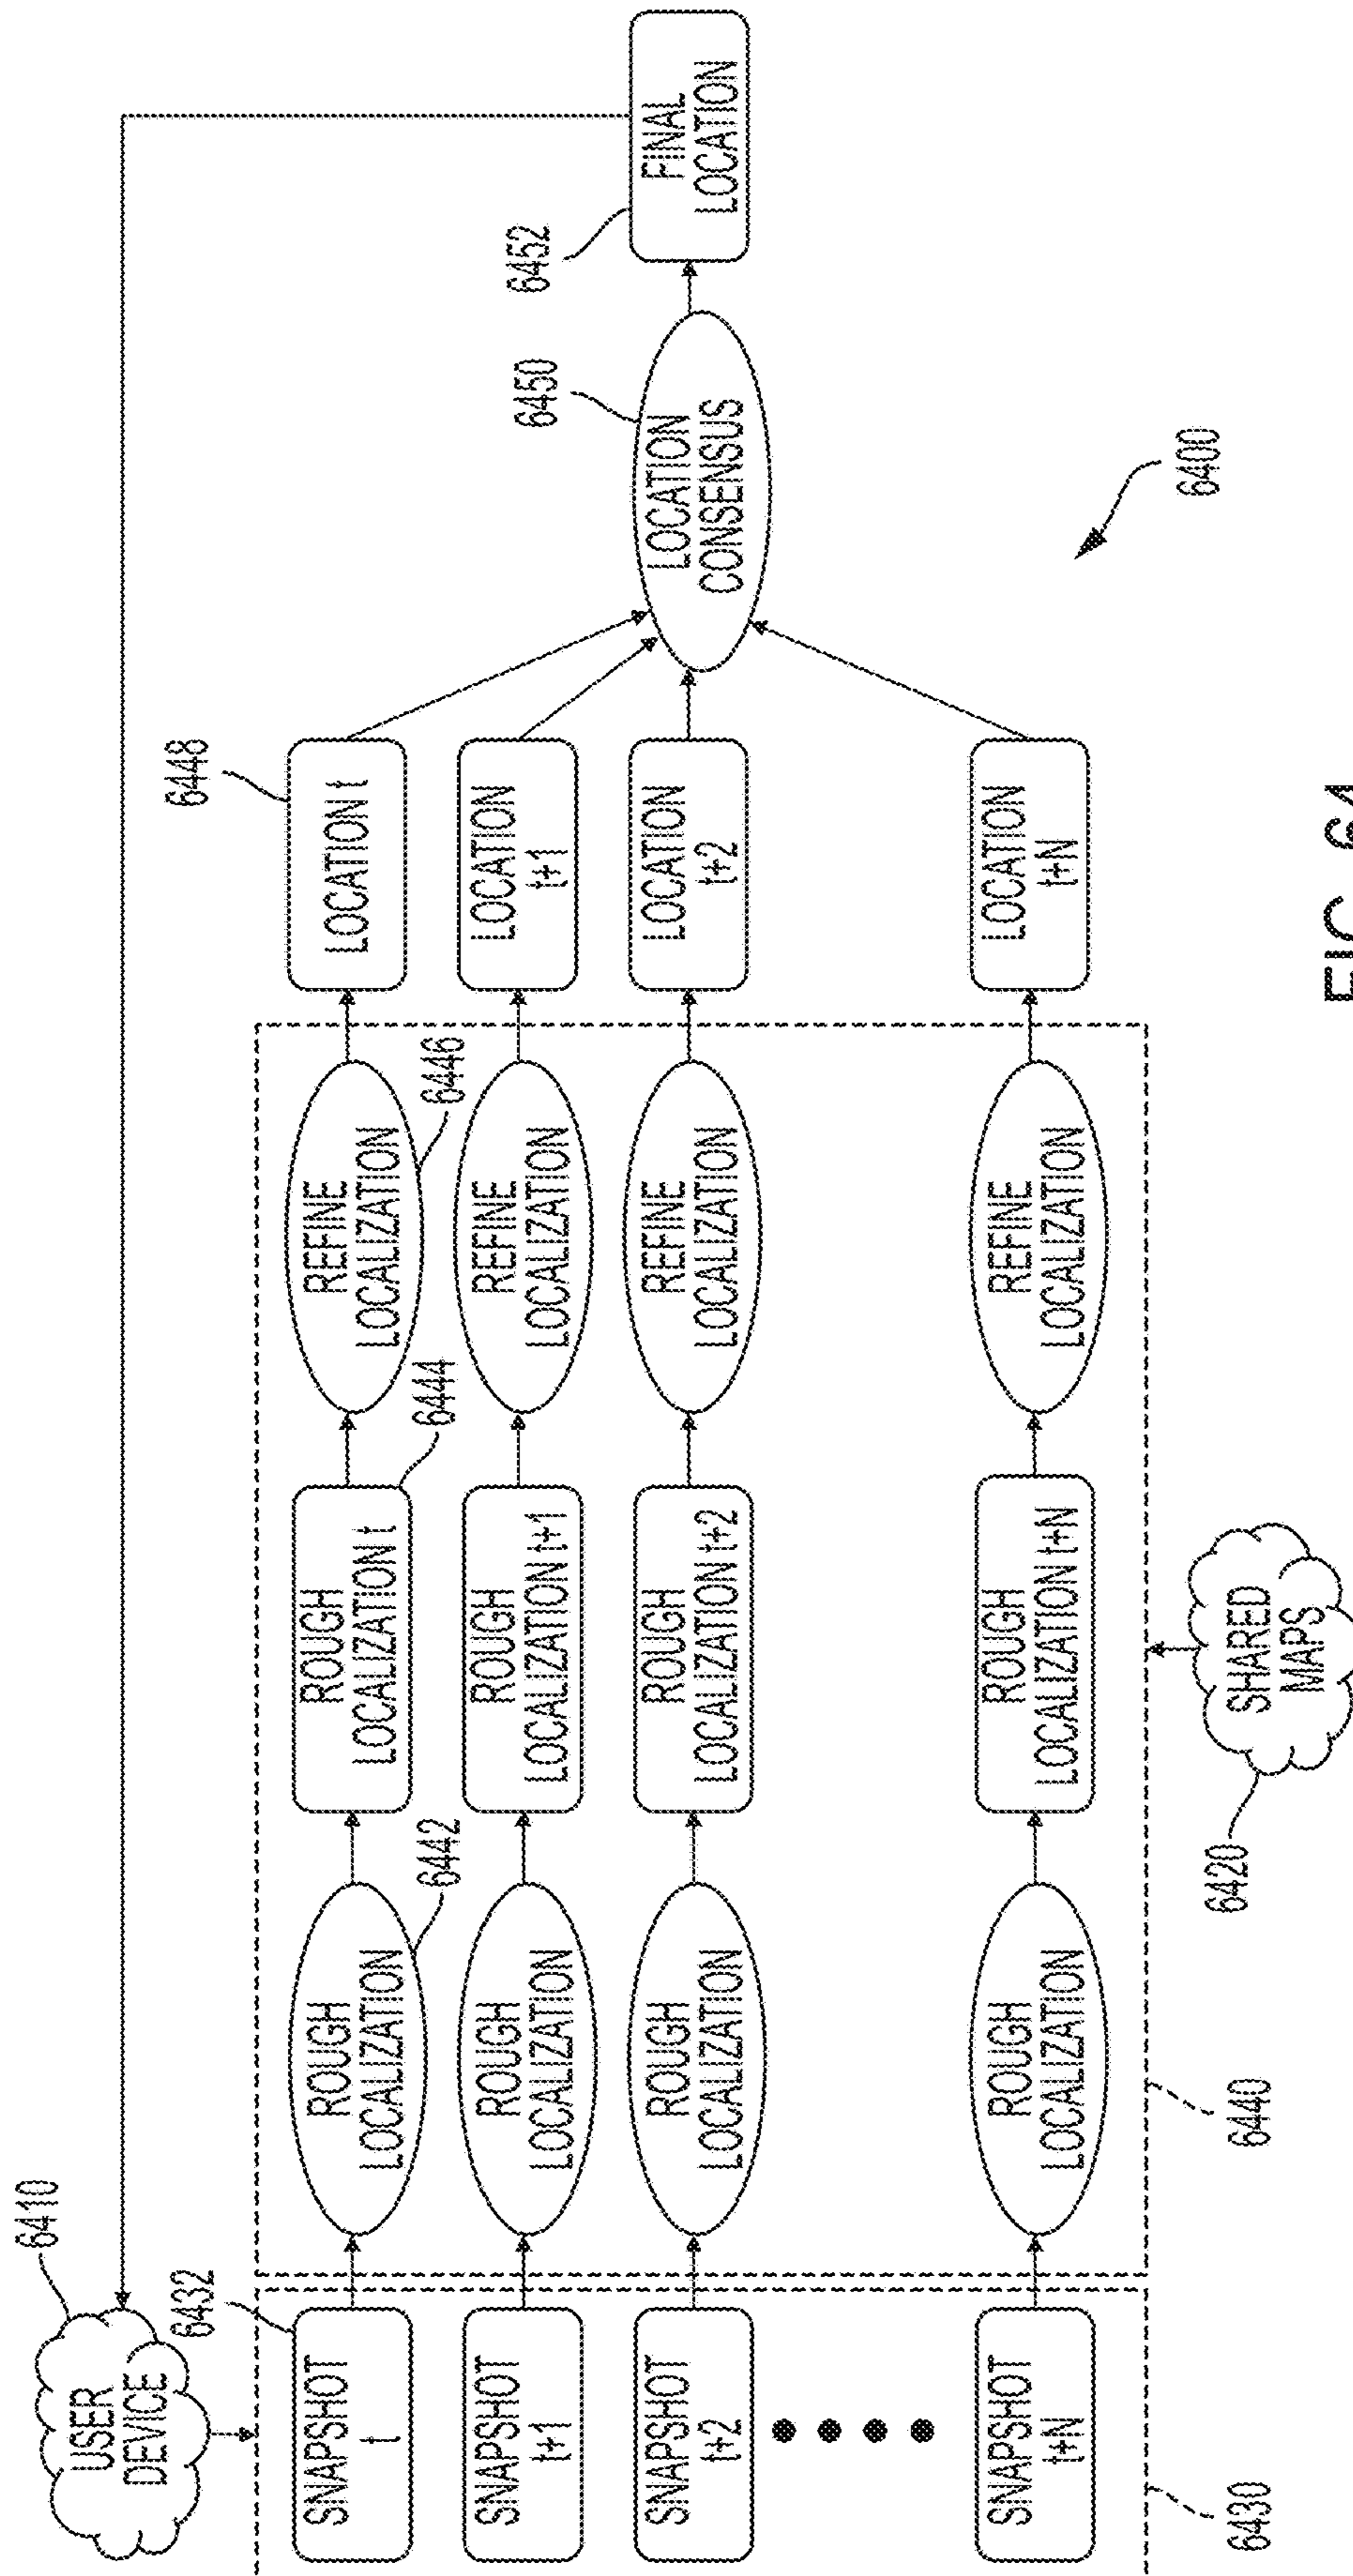 6410
USER
DEVICE
6432
SNAPSHOT
t
ROUGH
LOCALIZATION
6442
ROUGH
LOCALIZATION t
6444
REFINE
LOCALIZATION
6446
LOCATION t
6448
SNAPSHOT
t+1
ROUGH
LOCALIZATION
ROUGH
LOCALIZATION t+1
REFINE
LOCALIZATION
LOCATION
t+1
SNAPSHOT
t+2
ROUGH
LOCALIZATION
ROUGH
LOCALIZATION t+2
REFINE
LOCALIZATION
LOCATION
t+2
LOCATION
CONSENSUS
6450
FINAL
LOCATION
6452
SNAPSHOT
t+N
ROUGH
LOCALIZATION
ROUGH
LOCALIZATION t+N
REFINE
LOCALIZATION
LOCATION
t+N
6430
6440
6420
SHARED
MAPS
6400
FIG. 64